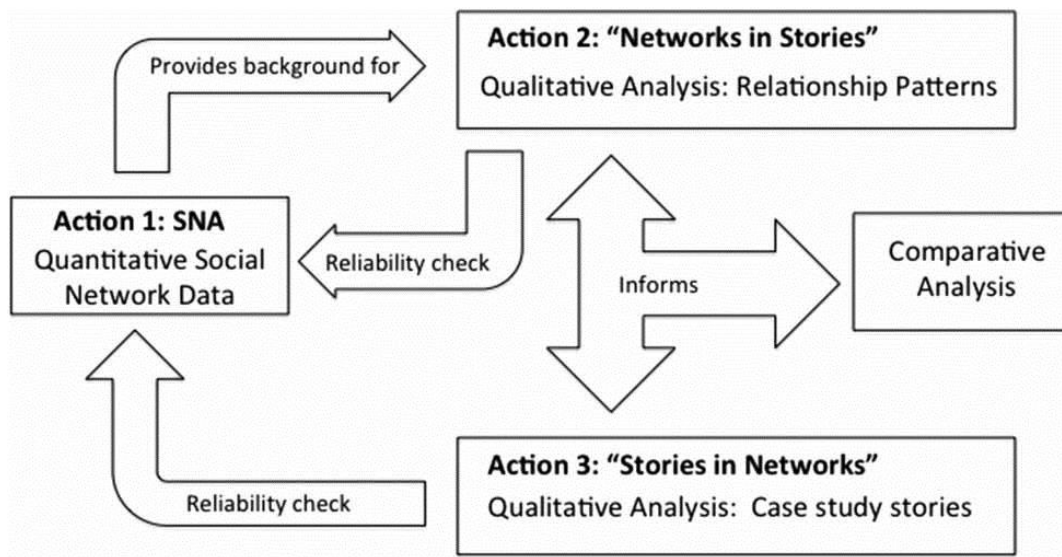 Action 2: “Networks in Stories”
Provides background for
Qualitative Analysis: Relationship Patterns
Action 1: SNA
Quantitative Social
Network Data
Reliability check
Informs
Comparative
Analysis
Action 3: “Stories in Networks”
Reliability check
Qualitative Analysis:  Case study stories